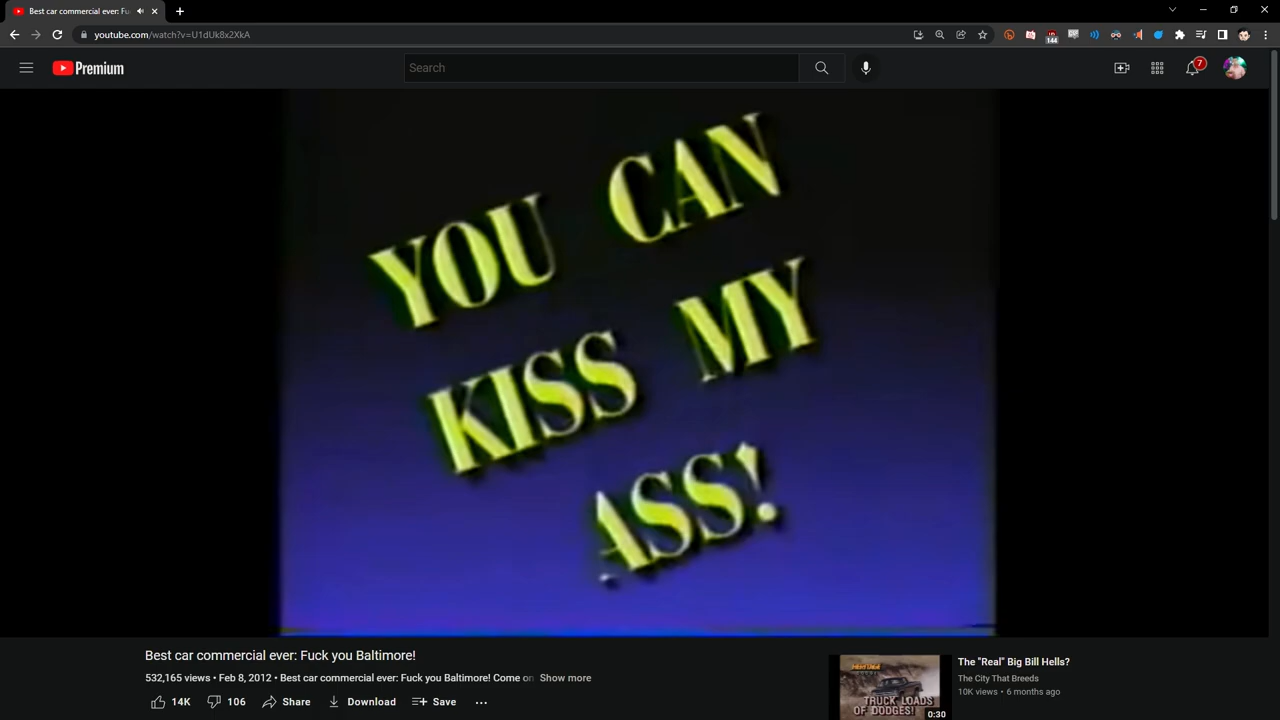 Best car commercial ever: Fu
youtube.com/watch?v=U1dUk8x2XkA
144
Premium
Search
7
YOU CAN
KISS MY
ASS!
Best car commercial ever: Fuck you Baltimore!
532,165 views • Feb 8, 2012 • Best car commercial ever: Fuck you Baltimore! Come on Show more
14K 106 Share Download Save ...
TRUCK LOADS
OF DODGES!
0:30
The "Real" Big Bill Hells?
The City That Breeds
10K views • 6 months ago